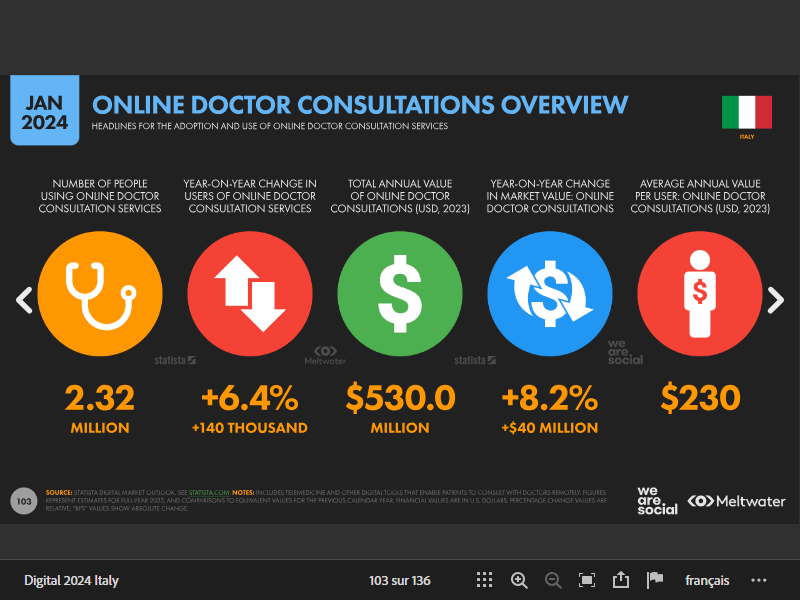 JAN
2024
ONLINE DOCTOR CONSULTATIONS OVERVIEW
HEADLINES FOR THE ADOPTION AND USE OF ONLINE DOCTOR CONSULTATION SERVICES
ITALY
NUMBER OF PEOPLE
USING ONLINE DOCTOR
CONSULTATION SERVICES
YEAR-ON-YEAR CHANGE IN
USERS OF ONLINE DOCTOR
CONSULTATION SERVICES
TOTAL ANNUAL VALUE
OF ONLINE DOCTOR
CONSULTATIONS (USD, 2023)
YEAR-ON-YEAR CHANGE
IN MARKET VALUE: ONLINE
DOCTOR CONSULTATIONS
AVERAGE ANNUAL VALUE
PER USER: ONLINE DOCTOR
CONSULTATIONS (USD, 2023)
$
$
$
statista
Meltwater
statista
we
are.
social
2.32
MILLION
+6.4%
+140 THOUSAND
$530.0
MILLION
+8.2%
+$40 MILLION
$230
103
SOURCE: STATISTA DIGITAL MARKET OUTLOOK. SEE STATISTA.COM. NOTES: INCLUDES TELEMEDICINE AND OTHER DIGITAL TOOLS THAT ENABLE PATIENTS TO CONSULT WITH DOCTORS REMOTELY. FIGURES
REPRESENT ESTIMATES FOR FULL-YEAR 2023, AND COMPARISONS TO EQUIVALENT VALUES FOR THE PREVIOUS CALENDAR YEAR. FINANCIAL VALUES ARE IN U.S. DOLLARS. PERCENTAGE CHANGE VALUES ARE
RELATIVE; "BPS" VALUES SHOW ABSOLUTE CHANGE.
we
are.
social
Meltwater
Digital 2024 Italy
103 sur 136
français